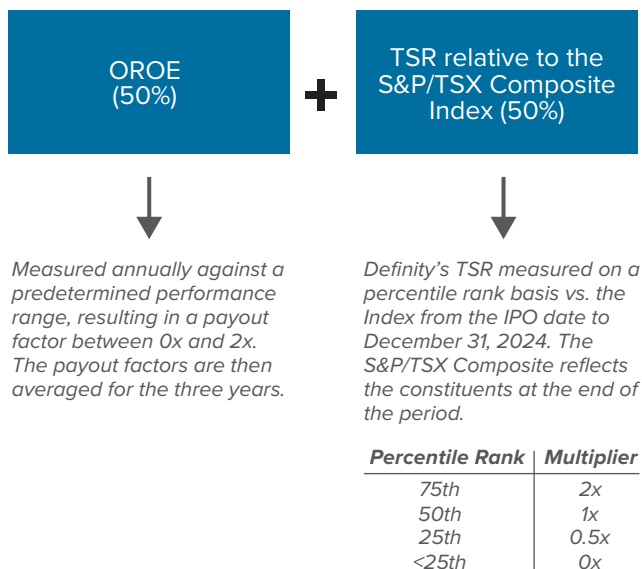 OROE
(50%)
+
TSR relative to the
S&P/TSX Composite
Index (50%)
Measured annually against a
predetermined performance
range, resulting in a payout
factor between 0x and 2x.
The payout factors are then
averaged for the three years.
Definity's TSR measured on a
percentile rank basis vs. the
Index from the IPO date to
December 31, 2024. The
S&P/TSX Composite reflects
the constituents at the end of
the period.
Percentile Rank | Multiplier
75th 2x
50th 1x
25th 0.5x
<25th 0x